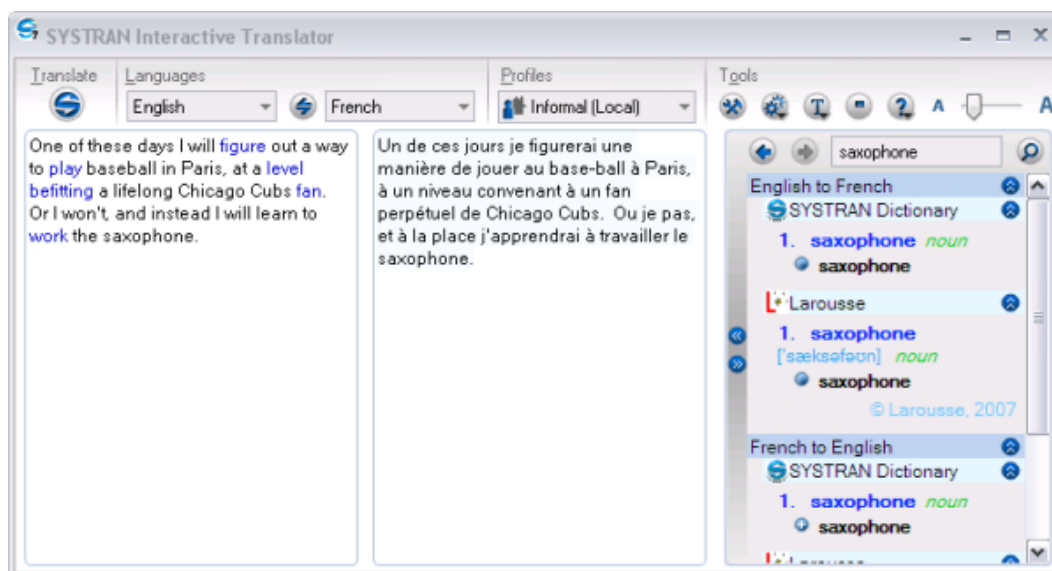 SYSTRAN Interactive Translator
Translate
Languages
Profiles
Tools
English
French
Informal (Local)
A
A
One of these days I will figure out a way
to play baseball in Paris, at a level
befitting a lifelong Chicago Cubs fan.
Or I won't, and instead I will learn to
work the saxophone.
Un de ces jours je figurerai une
manière de jouer au base-ball à Paris,
à un niveau convenant à un fan
perpétuel de Chicago Cubs. Ou je pas,
et à la place j'apprendrai à travailler le
saxophone.
saxophone
English to French
SYSTRAN Dictionary
1. saxophone noun
saxophone
Larousse
1. saxophone
['sæksəfəʊn] noun
saxophone
© Larousse, 2007
French to English
SYSTRAN Dictionary
1. saxophone noun
saxophone
Larousse